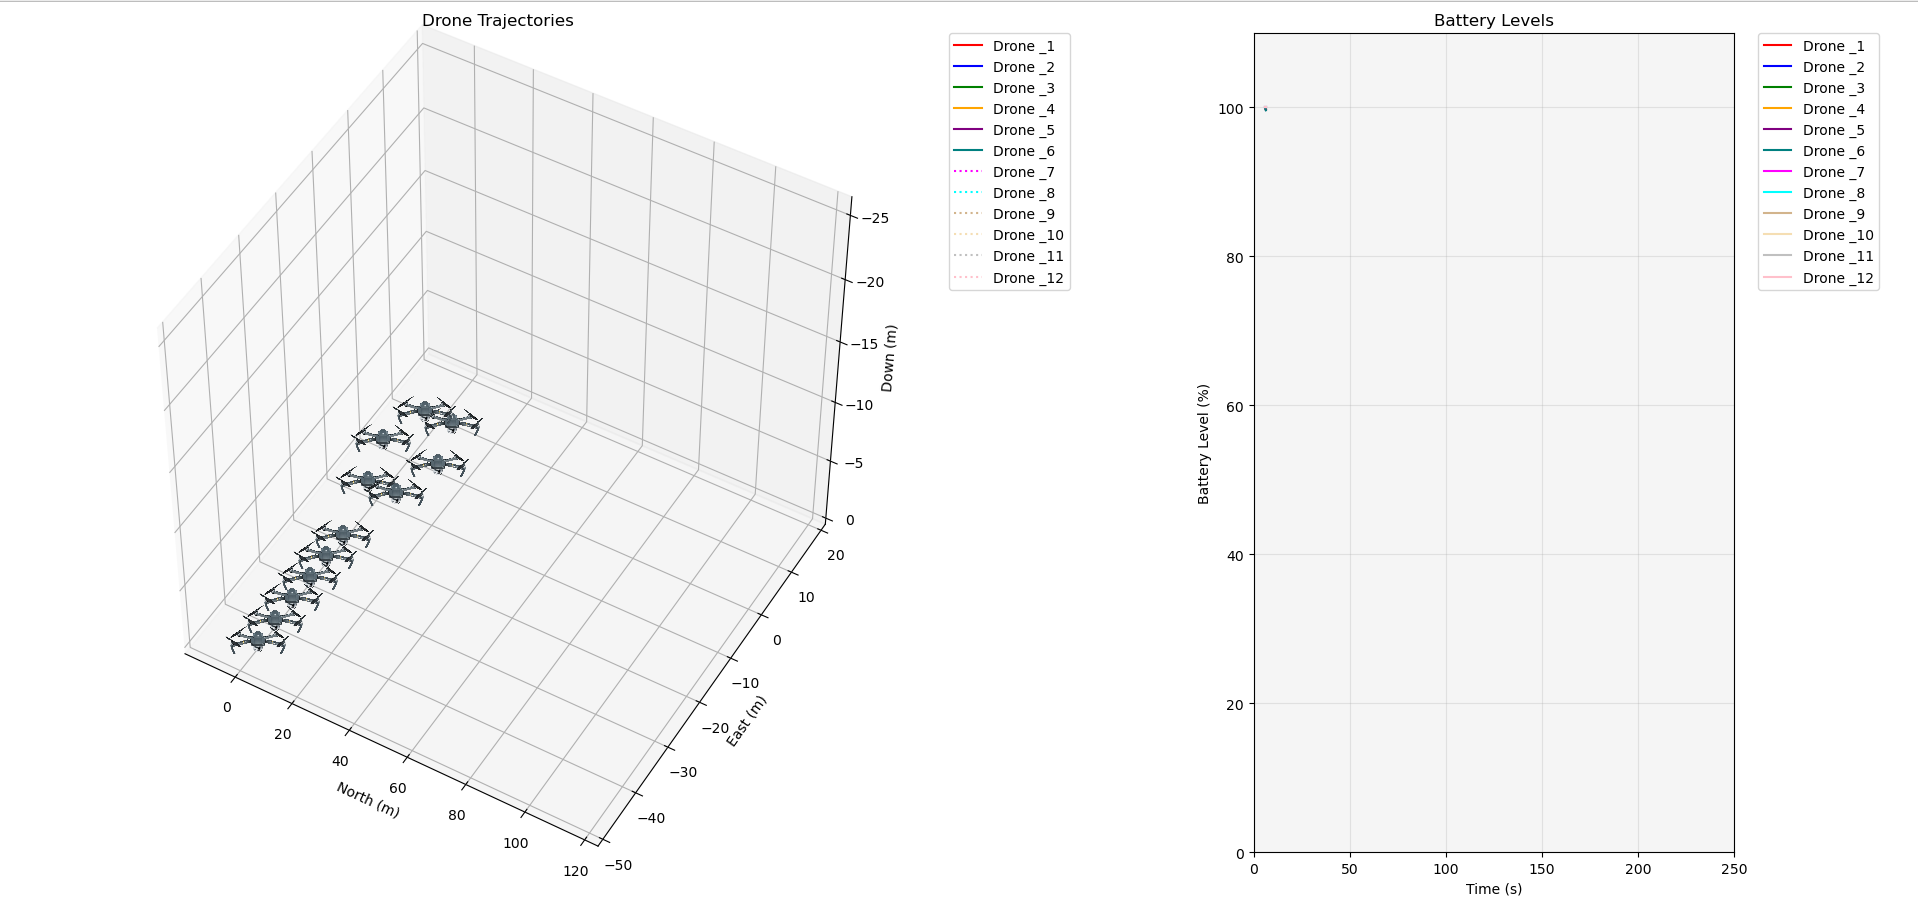 Drone Trajectories
Drone _1
Drone _2
Drone _3
Drone _4
Drone _5
Drone _6
Drone _7
Drone _8
Drone _9
Drone _10
Drone _11
Drone _12
−25
−20
−15
−10
−5
0
Down (m)
20
10
0
−10
−20
−30
−40
−50
East (m)
0
20
40
60
80
100
120
North (m)
Battery Levels
100
80
60
40
20
0
Battery Level (%)
0 50 100 150 200 250
Time (s)
Drone _1
Drone _2
Drone _3
Drone _4
Drone _5
Drone _6
Drone _7
Drone _8
Drone _9
Drone _10
Drone _11
Drone _12